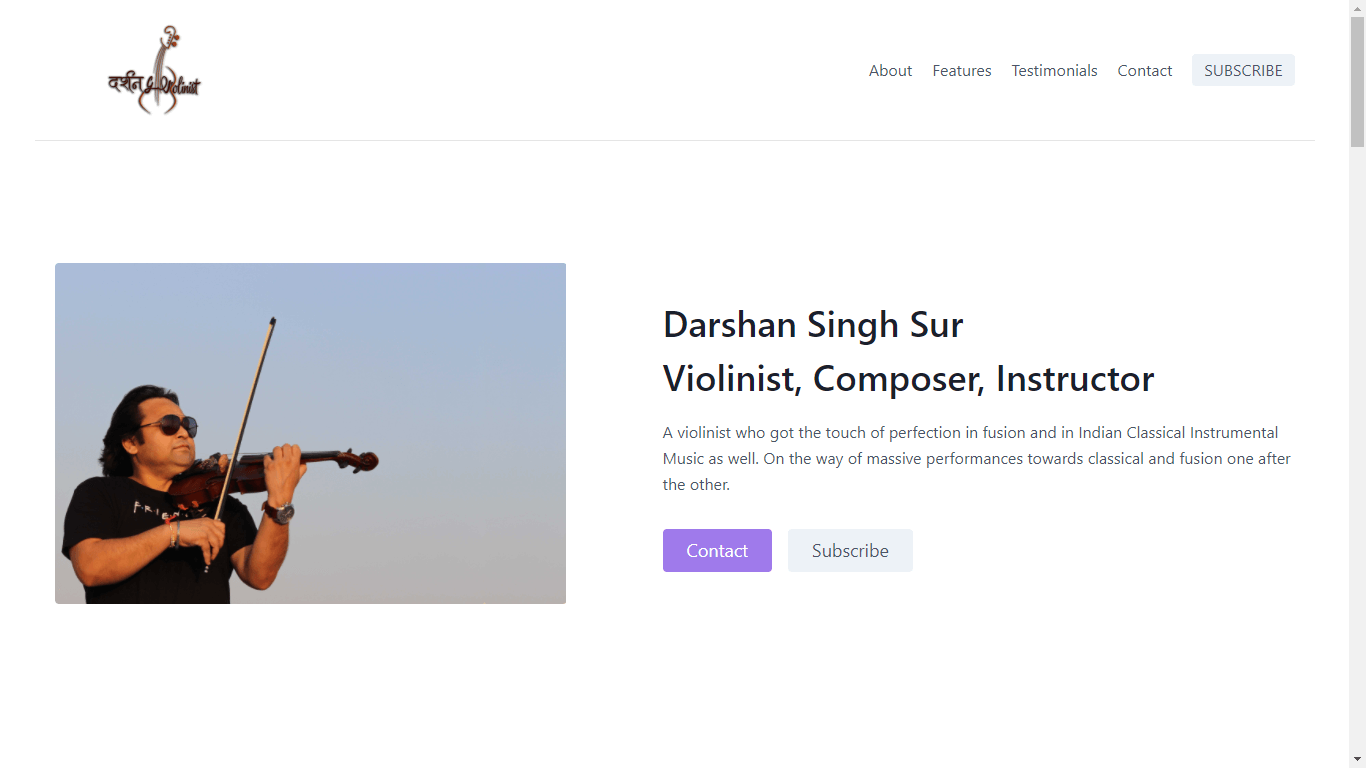 दर्शन
Violinist
About Features Testimonials Contact SUBSCRIBE
Darshan Singh Sur
Violinist, Composer, Instructor
A violinist who got the touch of perfection in fusion and in Indian Classical Instrumental
Music as well. On the way of massive performances towards classical and fusion one after
the other.
Contact Subscribe